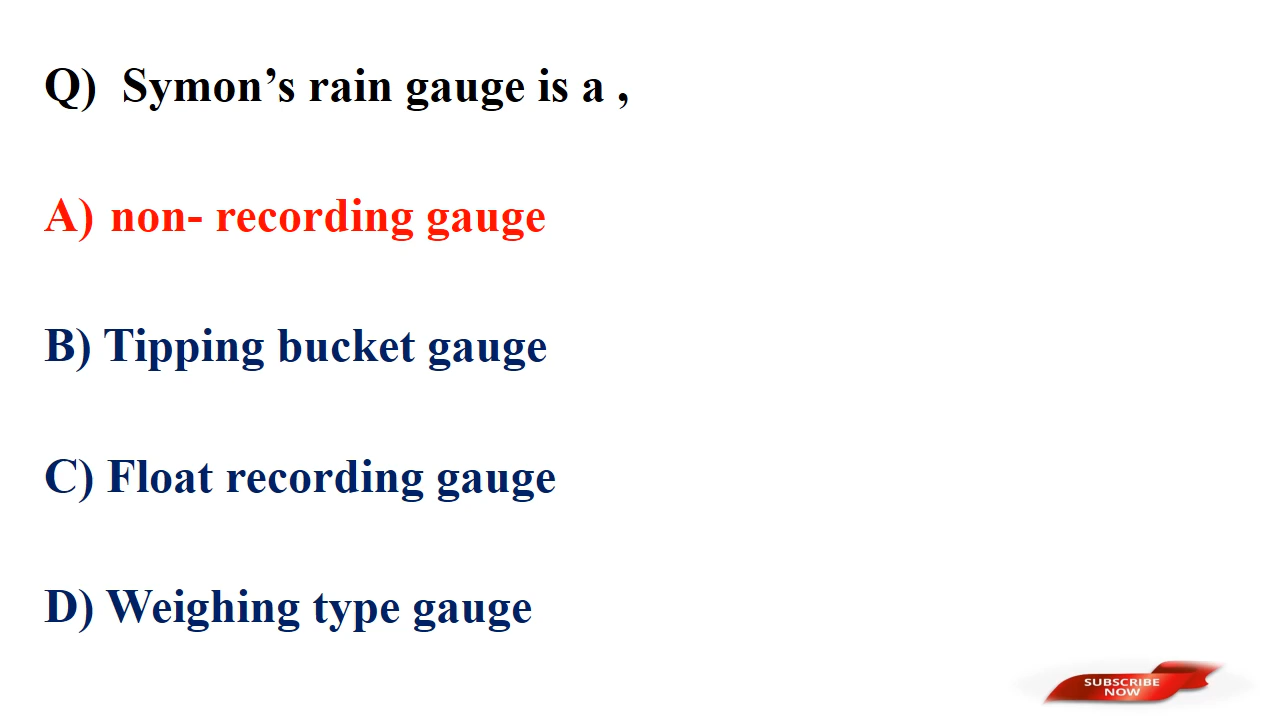 Q) Symon’s rain gauge is a ,
A) non- recording gauge
B) Tipping bucket gauge
C) Float recording gauge
D) Weighing type gauge
SUBSCRIBE
NOW